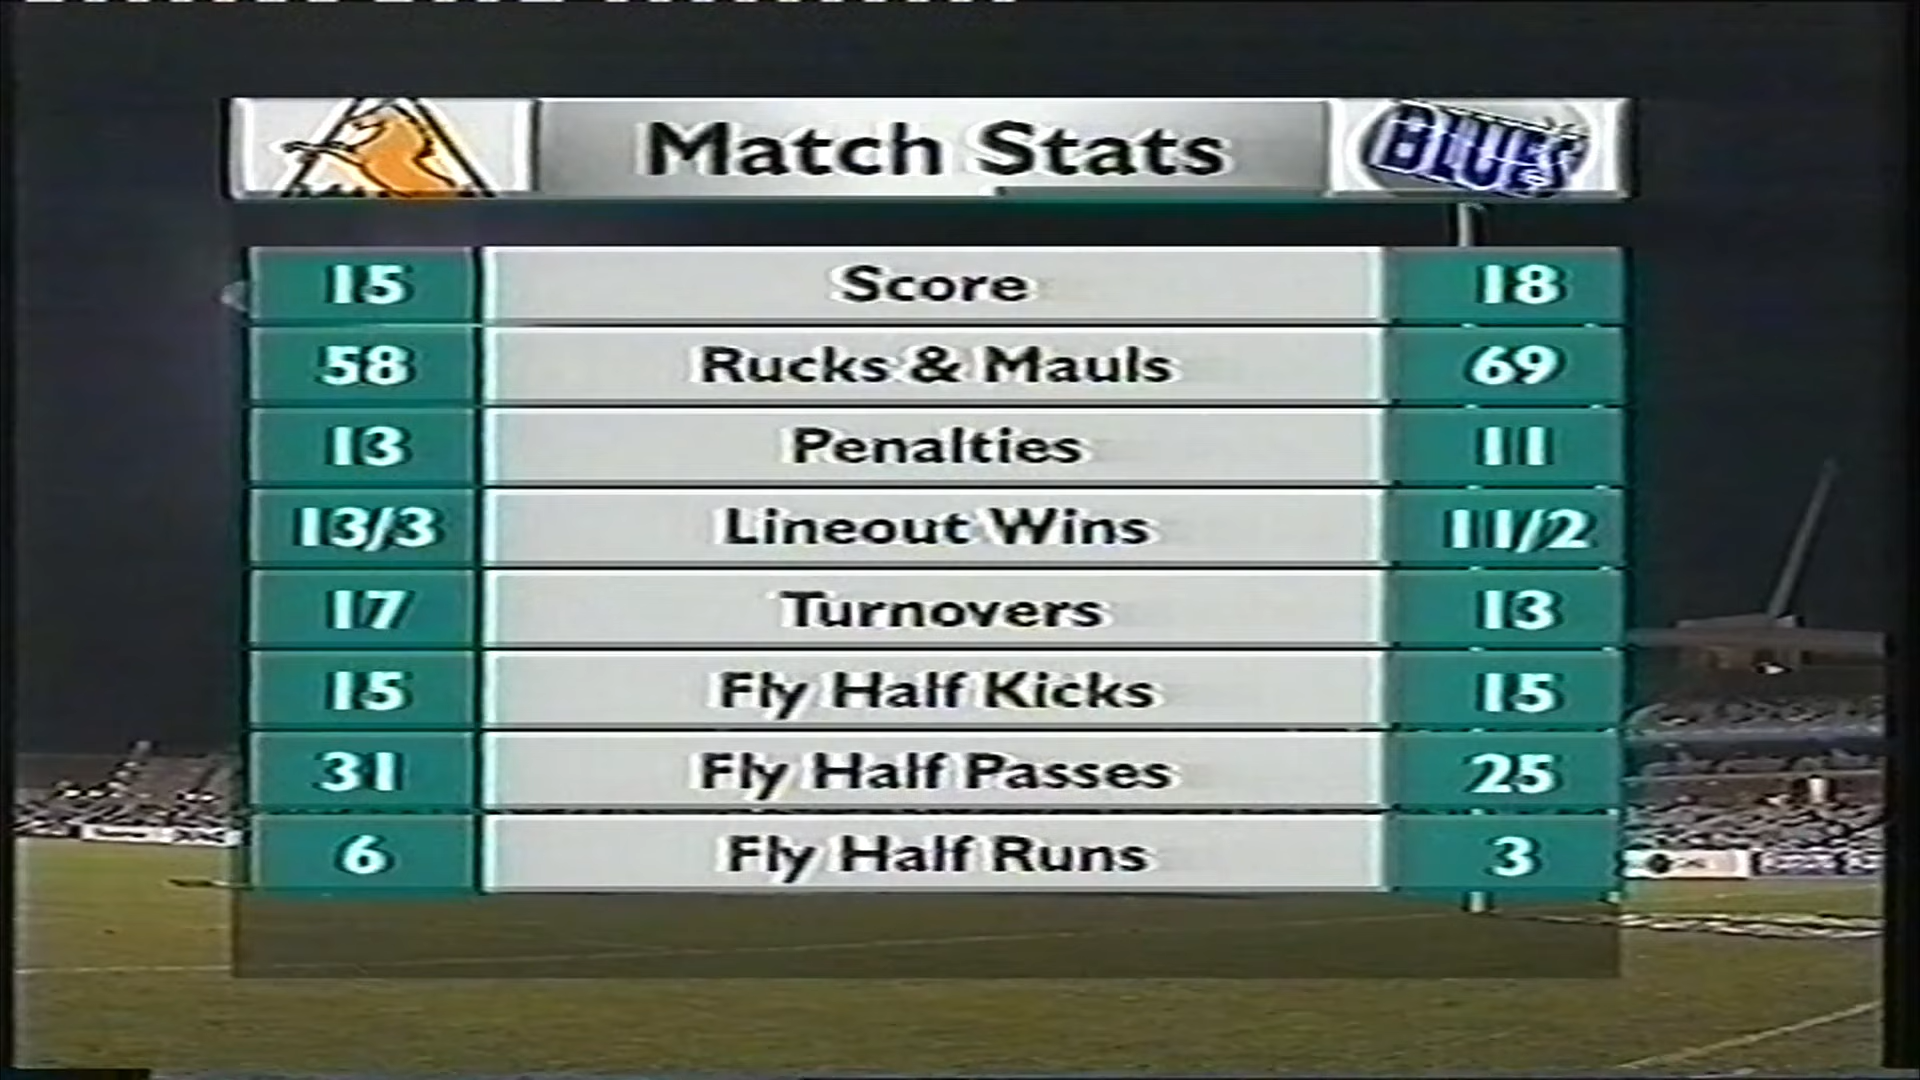 Match Stats BLUES
15 Score 18
58 Rucks & Mauls 69
13 Penalties 11
13/3 Lineout Wins 11/2
17 Turnovers 13
15 Fly Half Kicks 15
31 Fly Half Passes 25
6 Fly Half Runs 3